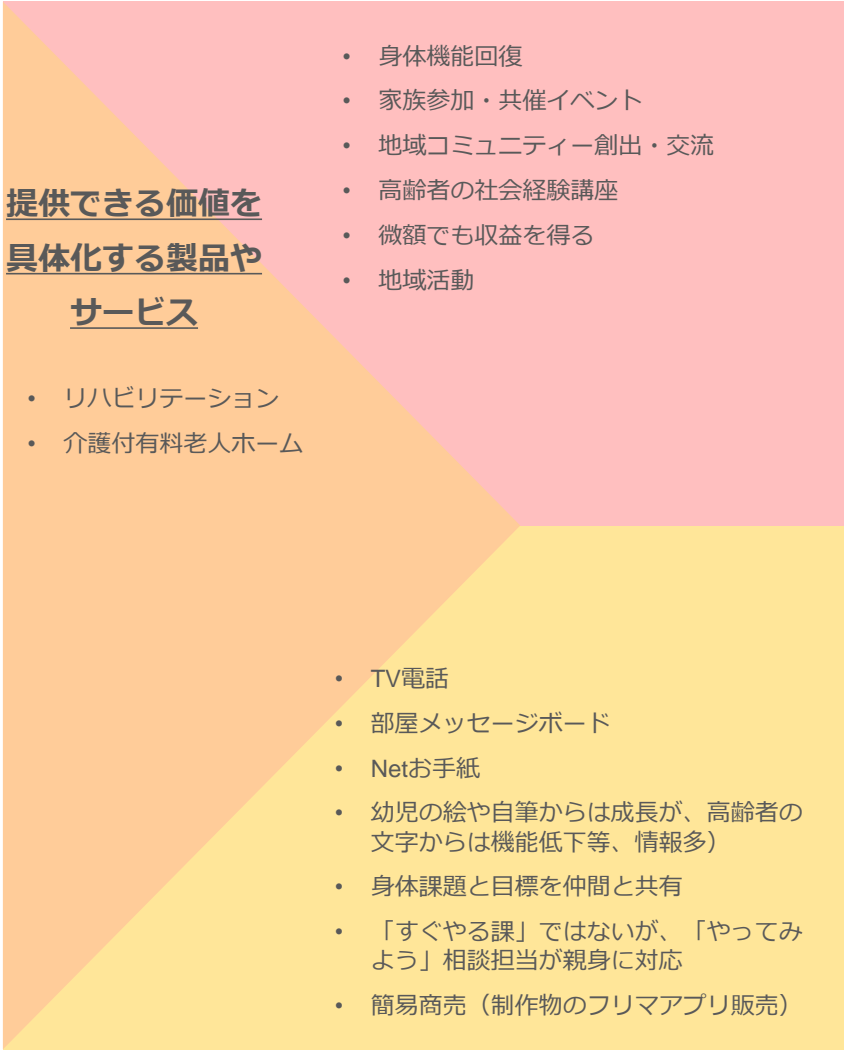 • 身体機能回復
• 家族参加・共催イベント
• 地域コミュニティー創出・交流
• 高齢者の社会経験講座
• 微額でも収益を得る
• 地域活動
提供できる価値を
具体化する製品や
サービス
• リハビリテーション
• 介護付有料老人ホーム
• TV電話
• 部屋メッセージボード
• Netお手紙
• 幼児の絵や自筆からは成長が、高齢者の
文字からは機能低下等、情報多）
• 身体課題と目標を仲間と共有
• 「すぐやる課」ではないが、「やってみ
よう」相談担当が親身に対応
• 簡易商売（制作物のフリマアプリ販売）